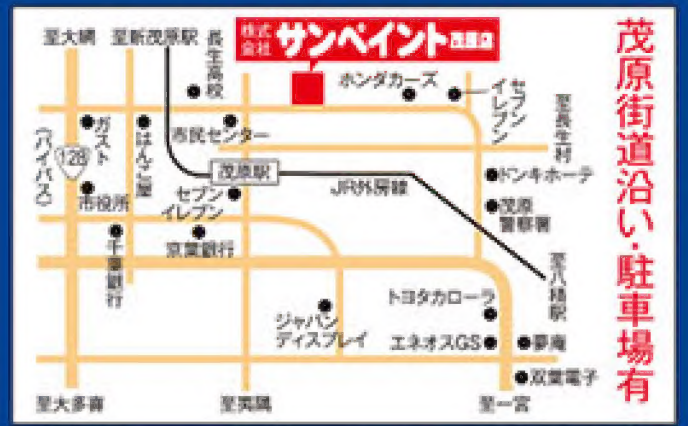 株式会社 サンペイント 茂原店
茂原街道沿い・駐車場有
至大網
至新茂原駅
長生高校
ホンダカーズ
セブンイレブン
至長生村
ガスト
はんこ屋
市民センター
128
(バイパス)
茂原駅
JR外房線
ドンキホーテ
市役所
セブンイレブン
茂原警察署
千葉銀行
京葉銀行
至八積駅
トヨタカローラ
ジャパンディスプレイ
エネオスGS
夢庵
双葉電子
至大多喜
至夷隅
至一宮